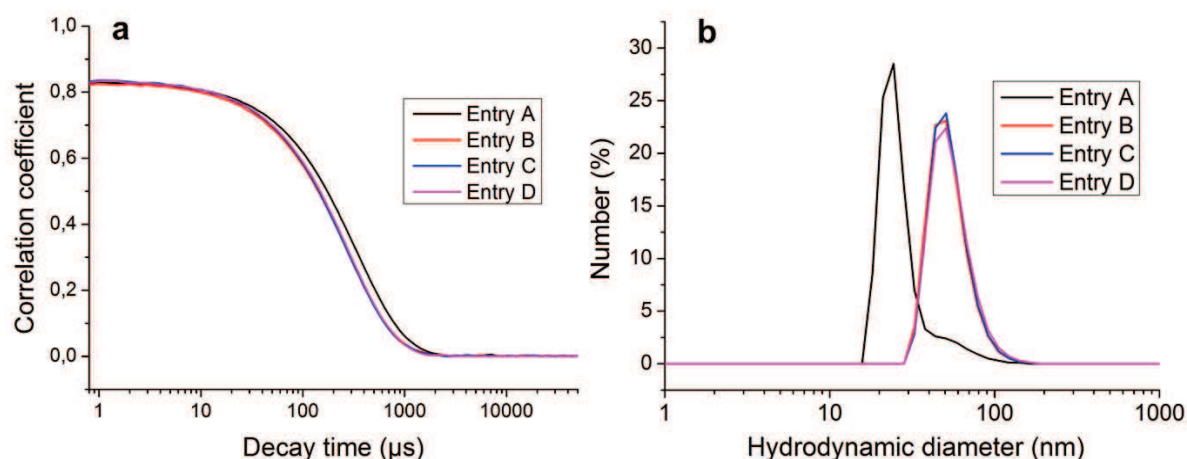 a
1,0
0,8
0,6
0,4
0,2
0,0
Correlation coefficient
1
10
100
1000
10000
Decay time (μs)
Entry A
Entry B
Entry C
Entry D
b
30
25
20
15
10
5
0
Number (%)
1
10
100
1000
Hydrodynamic diameter (nm)
Entry A
Entry B
Entry C
Entry D